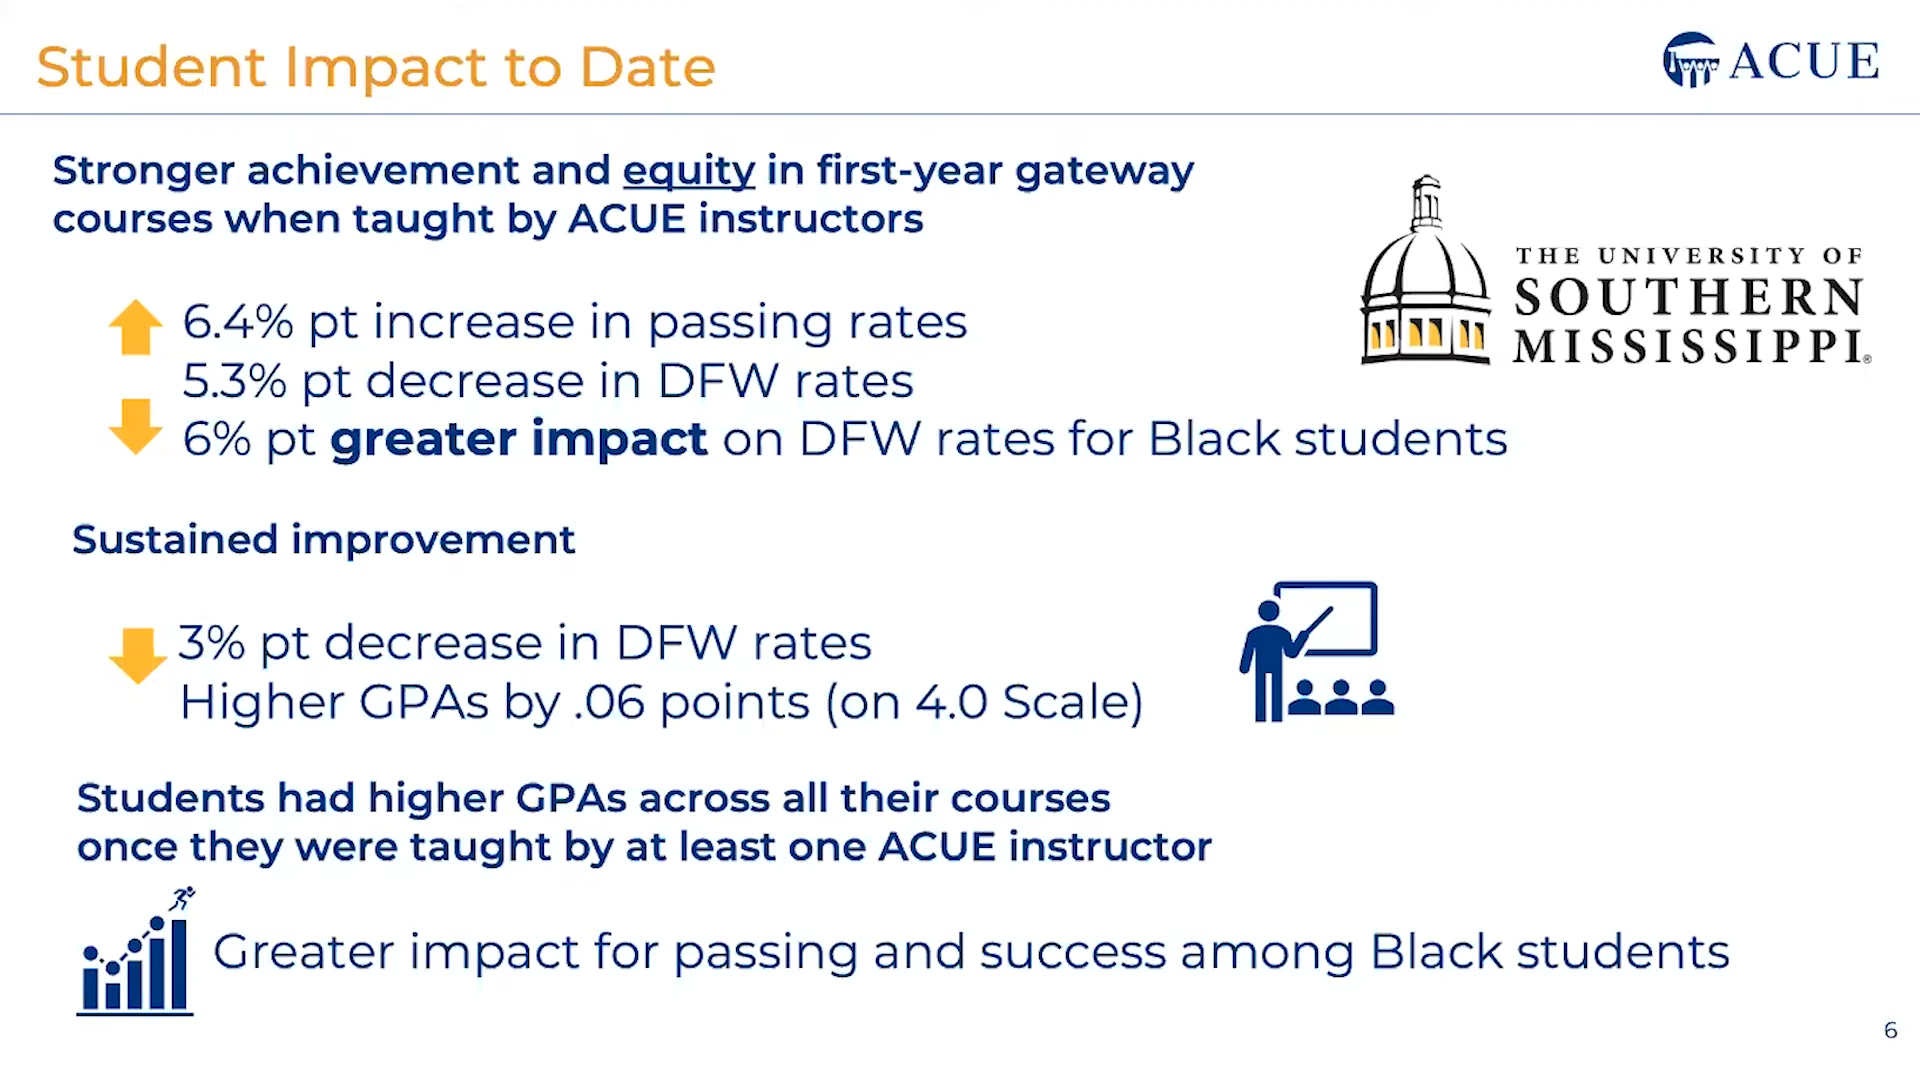 Student Impact to Date
ACUE
Stronger achievement and equity in first-year gateway
courses when taught by ACUE instructors
THE UNIVERSITY OF
SOUTHERN
MISSISSIPPI®
6.4% pt increase in passing rates
5.3% pt decrease in DFW rates
6% pt greater impact on DFW rates for Black students
Sustained improvement
3% pt decrease in DFW rates
Higher GPAs by .06 points (on 4.0 Scale)
Students had higher GPAs across all their courses
once they were taught by at least one ACUE instructor
Greater impact for passing and success among Black students
6